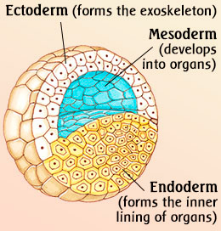 Ectoderm (forms the exoskeleton)
Mesoderm
(develops
into organs)
Endoderm
(forms the inner
lining of organs)